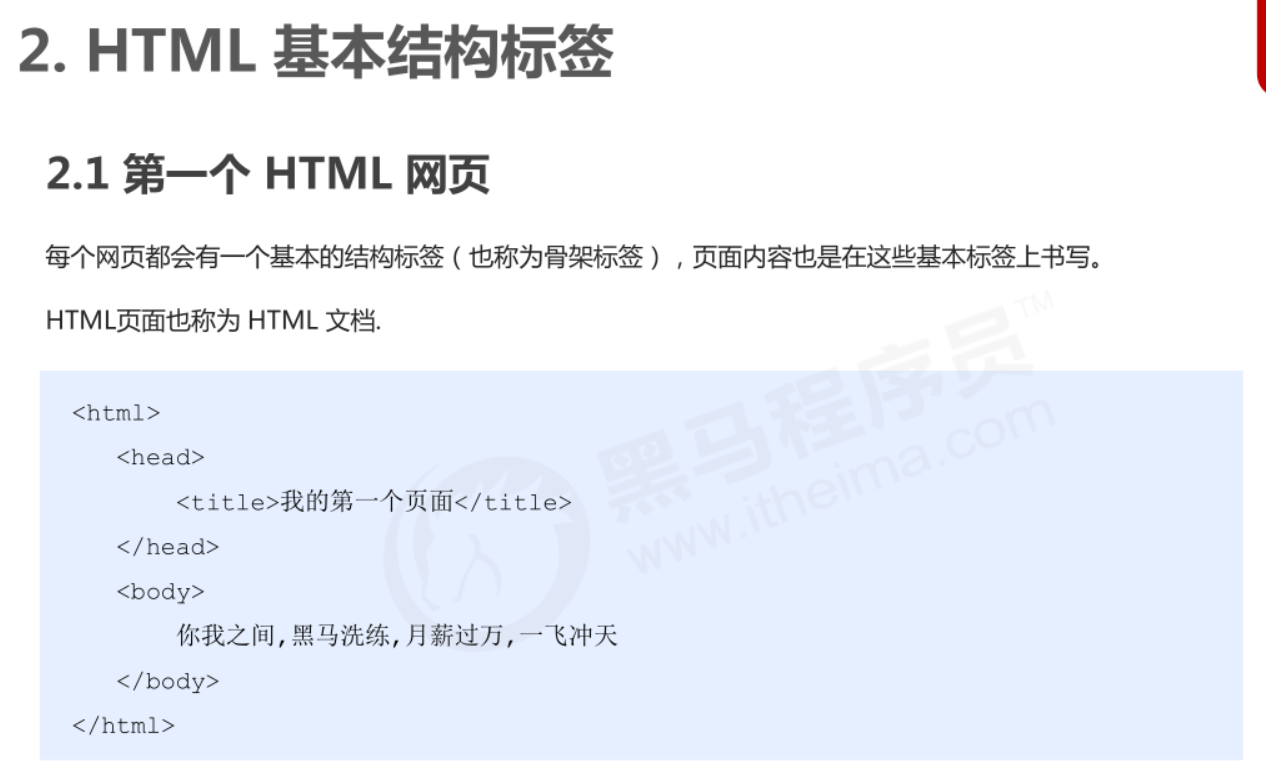 2. HTML 基本结构标签
2.1 第一个 HTML 网页
每个网页都会有一个基本的结构标签（也称为骨架标签），页面内容也是在这些基本标签上书写。
HTML页面也称为 HTML 文档.
<html>
<head>
<title>我的第一个页面</title>
</head>
<body>
你我之间,黑马洗练,月薪过万,一飞冲天
</body>
</html>
黑马程序员™
www.itheima.com